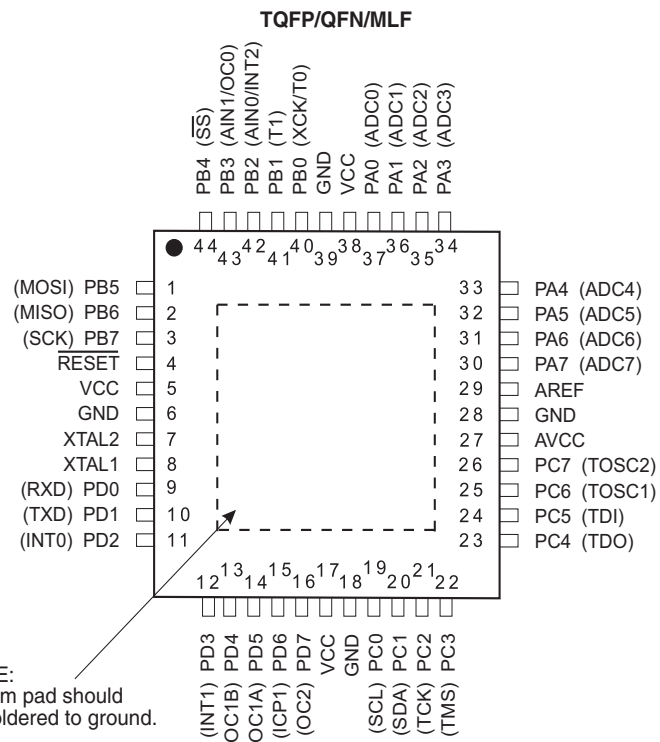 TQFP/QFN/MLF
PB4 (SS)
PB3 (AIN1/OC0)
PB2 (AIN0/INT2)
PB1 (T1)
PB0 (XCK/T0)
GND
VCC
PA0 (ADC0)
PA1 (ADC1)
PA2 (ADC2)
PA3 (ADC3)
44 43 42 41 40 39 38 37 36 35 34
(MOSI) PB5 1
(MISO) PB6 2
(SCK) PB7 3
RESET 4
VCC 5
GND 6
XTAL2 7
XTAL1 8
(RXD) PD0 9
(TXD) PD1 10
(INT0) PD2 11
33 PA4 (ADC4)
32 PA5 (ADC5)
31 PA6 (ADC6)
30 PA7 (ADC7)
29 AREF
28 GND
27 AVCC
26 PC7 (TOSC2)
25 PC6 (TOSC1)
24 PC5 (TDI)
23 PC4 (TDO)
12 13 14 15 16 17 18 19 20 21 22
(INT1) PD3
OC1B) PD4
OC1A) PD5
(ICP1) PD6
(OC2) PD7
VCC
GND
(SCL) PC0
(SDA) PC1
(TCK) PC2
(TMS) PC3
E:
m pad should
oldered to ground.